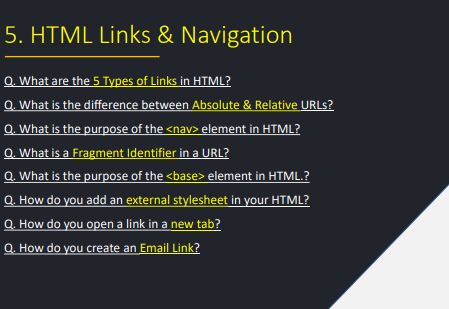 5. HTML Links & Navigation
Q. What are the 5 Types of Links in HTML?
Q. What is the difference between Absolute & Relative URLs?
Q. What is the purpose of the <nav> element in HTML?
Q. What is a Fragment Identifier in a URL?
Q. What is the purpose of the <base> element in HTML.?
Q. How do you add an external stylesheet in your HTML?
Q. How do you open a link in a new tab?
Q. How do you create an Email Link?